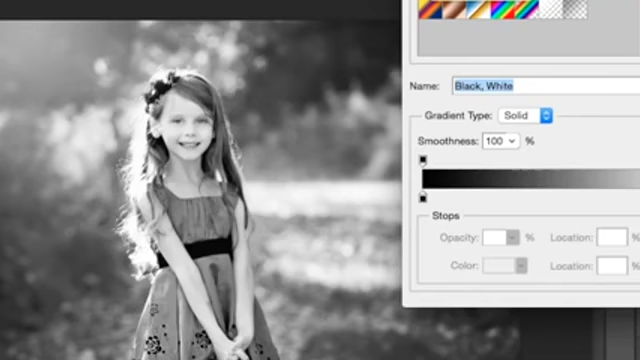 Name: Black, White
Gradient Type: Solid
Smoothness: 100 %
Stops
Opacity: % Location: %
Color: Location: %